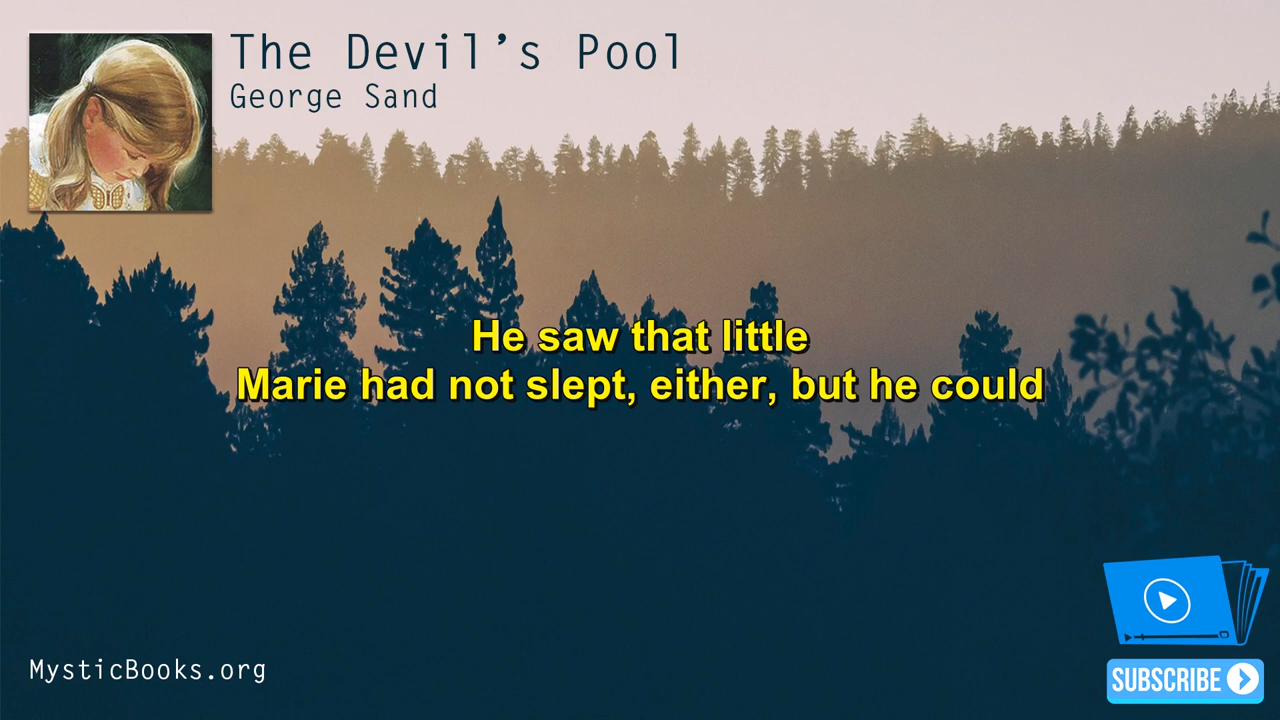 The Devil's Pool
George Sand
He saw that little
Marie had not slept, either, but he could
MysticBooks.org
SUBSCRIBE